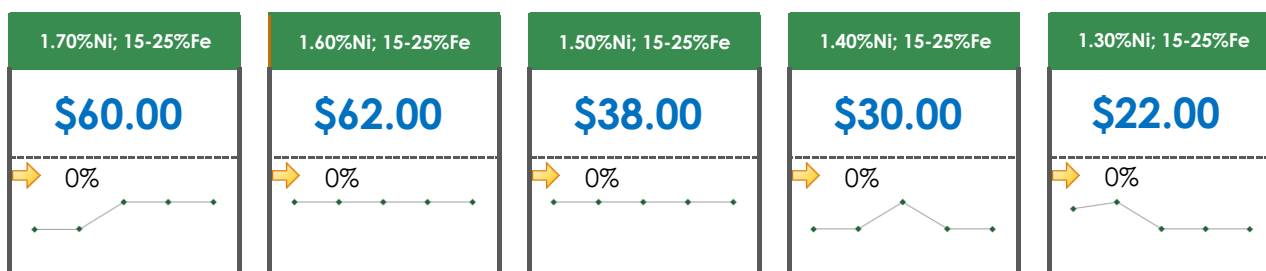 1.70%Ni; 15-25%Fe
$60.00
0%
1.60%Ni; 15-25%Fe
$62.00
0%
1.50%Ni; 15-25%Fe
$38.00
0%
1.40%Ni; 15-25%Fe
$30.00
0%
1.30%Ni; 15-25%Fe
$22.00
0%